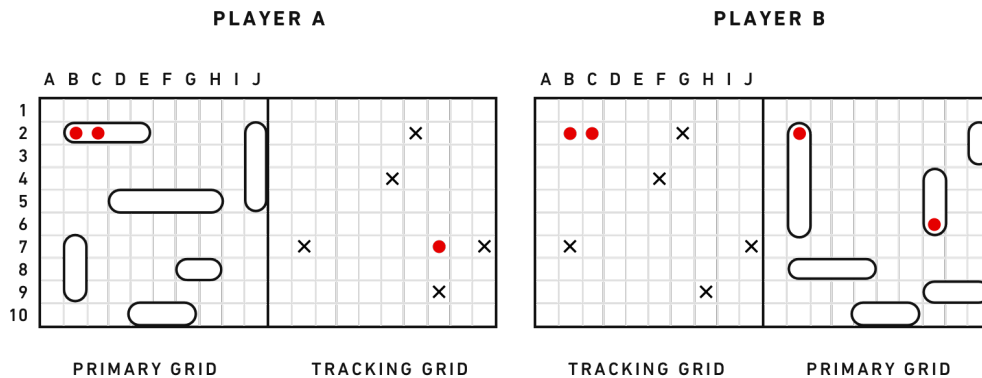 PLAYER A
PLAYER B
A B C D E F G H I J
A B C D E F G H I J
1
2
3
4
5
6
7
8
9
10
PRIMARY GRID
TRACKING GRID
TRACKING GRID
PRIMARY GRID